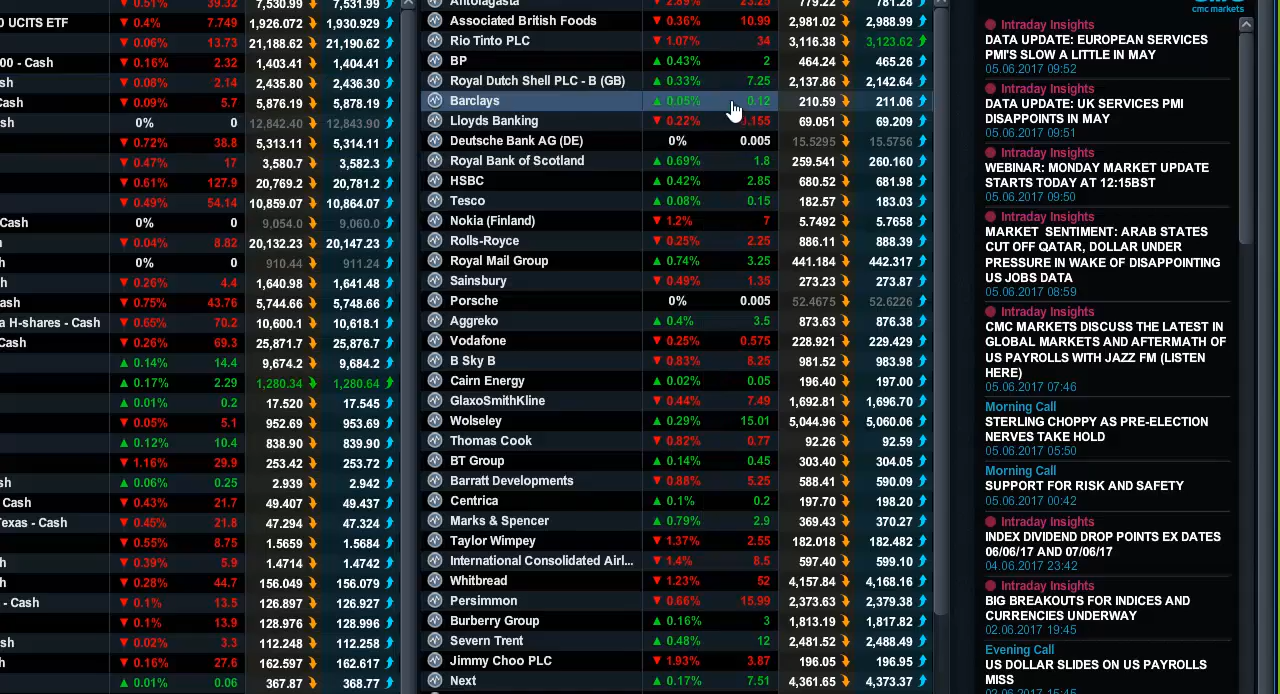 ▼ 0.51% 39.32 7,530.99 7,531.99
0 UCITS ETF ▼ 0.4% 7.749 1,926.072 1,930.929
▼ 0.06% 13.73 21,188.62 21,190.62
00 - Cash ▼ 0.16% 2.32 1,403.41 1,404.41
sh ▼ 0.08% 2.14 2,435.80 2,436.30
Cash ▼ 0.09% 5.7 5,876.19 5,878.19
sh 0% 0 12,842.40 12,843.90
▼ 0.72% 38.8 5,313.11 5,314.11
▼ 0.47% 17 3,580.7 3,582.3
▼ 0.61% 127.9 20,769.2 20,781.2
▼ 0.49% 54.14 10,859.07 10,864.07
Cash 0% 0 9,054.0 9,060.0
▼ 0.04% 8.82 20,132.23 20,147.23
h 0% 0 910.44 911.24
h ▼ 0.26% 4.4 1,640.98 1,641.48
ash ▼ 0.75% 43.76 5,744.66 5,748.66
a H-shares - Cash ▼ 0.65% 70.2 10,600.1 10,618.1
Cash ▼ 0.26% 69.3 25,871.7 25,876.7
▲ 0.14% 14.4 9,674.2 9,684.2
▲ 0.17% 2.29 1,280.34 1,280.64
▲ 0.01% 0.2 17.520 17.545
▼ 0.05% 5.1 952.69 953.69
▲ 0.12% 10.4 838.90 839.90
▼ 1.16% 29.9 253.42 253.72
sh ▲ 0.06% 0.25 2.939 2.942
Cash ▼ 0.43% 21.7 49.407 49.437
Texas - Cash ▼ 0.45% 21.8 47.294 47.324
▼ 0.55% 8.75 1.5659 1.5684
h ▼ 0.39% 5.9 1.4714 1.4742
h ▼ 0.28% 44.7 156.049 156.079
- Cash ▼ 0.1% 13.5 126.897 126.927
▼ 0.1% 13.9 128.976 128.996
sh ▼ 0.02% 3.3 112.248 112.258
h ▼ 0.16% 27.6 162.597 162.617
▲ 0.01% 0.06 367.87 368.77
Antofagasta ▼ 2.89% 23.25 779.22 781.28
Associated British Foods ▼ 0.36% 10.99 2,981.02 2,988.99
Rio Tinto PLC ▼ 1.07% 34 3,116.38 3,123.62
BP ▲ 0.43% 2 464.24 465.26
Royal Dutch Shell PLC - B (GB) ▲ 0.33% 7.25 2,137.86 2,142.64
Barclays ▲ 0.05% 0.12 210.59 211.06
Lloyds Banking ▼ 0.22% 0.155 69.051 69.209
Deutsche Bank AG (DE) 0% 0.005 15.5295 15.5756
Royal Bank of Scotland ▲ 0.69% 1.8 259.541 260.160
HSBC ▲ 0.42% 2.85 680.52 681.98
Tesco ▲ 0.08% 0.15 182.57 183.03
Nokia (Finland) ▼ 1.2% 7 5.7492 5.7658
Rolls-Royce ▼ 0.25% 2.25 886.11 888.39
Royal Mail Group ▲ 0.74% 3.25 441.184 442.317
Sainsbury ▼ 0.49% 1.35 273.23 273.87
Porsche 0% 0.005 52.4675 52.6226
Aggreko ▲ 0.4% 3.5 873.63 876.38
Vodafone ▼ 0.25% 0.575 228.921 229.429
B Sky B ▼ 0.83% 8.25 981.52 983.98
Cairn Energy ▲ 0.02% 0.05 196.40 197.00
GlaxoSmithKline ▼ 0.44% 7.49 1,692.81 1,696.70
Wolseley ▲ 0.29% 15.01 5,044.96 5,060.06
Thomas Cook ▼ 0.82% 0.77 92.26 92.59
BT Group ▲ 0.14% 0.45 303.40 304.05
Barratt Developments ▼ 0.88% 5.25 588.41 590.09
Centrica ▲ 0.1% 0.2 197.70 198.20
Marks & Spencer ▲ 0.79% 2.9 369.43 370.27
Taylor Wimpey ▼ 1.37% 2.55 182.018 182.482
International Consolidated Airl... ▼ 1.4% 8.5 597.40 599.10
Whitbread ▼ 1.23% 52 4,157.84 4,168.16
Persimmon ▼ 0.66% 15.99 2,373.63 2,379.38
Burberry Group ▲ 0.16% 3 1,813.19 1,817.82
Severn Trent ▲ 0.48% 12 2,481.52 2,488.49
Jimmy Choo PLC ▼ 1.93% 3.87 196.05 196.95
Next ▲ 0.17% 7.51 4,361.65 4,373.37
cmc markets
Intraday Insights
DATA UPDATE: EUROPEAN SERVICES
PMI'S SLOW A LITTLE IN MAY
05.06.2017 09:52
Intraday Insights
DATA UPDATE: UK SERVICES PMI
DISAPPOINTS IN MAY
05.06.2017 09:51
Intraday Insights
WEBINAR: MONDAY MARKET UPDATE
STARTS TODAY AT 12:15BST
05.06.2017 09:50
Intraday Insights
MARKET SENTIMENT: ARAB STATES
CUT OFF QATAR, DOLLAR UNDER
PRESSURE IN WAKE OF DISAPPOINTING
US JOBS DATA
05.06.2017 08:59
Intraday Insights
CMC MARKETS DISCUSS THE LATEST IN
GLOBAL MARKETS AND AFTERMATH OF
US PAYROLLS WITH JAZZ FM (LISTEN
HERE)
05.06.2017 07:46
Morning Call
STERLING CHOPPY AS PRE-ELECTION
NERVES TAKE HOLD
05.06.2017 05:50
Morning Call
SUPPORT FOR RISK AND SAFETY
05.06.2017 00:42
Intraday Insights
INDEX DIVIDEND DROP POINTS EX DATES
06/06/17 AND 07/06/17
04.06.2017 23:42
Intraday Insights
BIG BREAKOUTS FOR INDICES AND
CURRENCIES UNDERWAY
02.06.2017 19:45
Evening Call
US DOLLAR SLIDES ON US PAYROLLS
MISS
02.06.2017 15:45